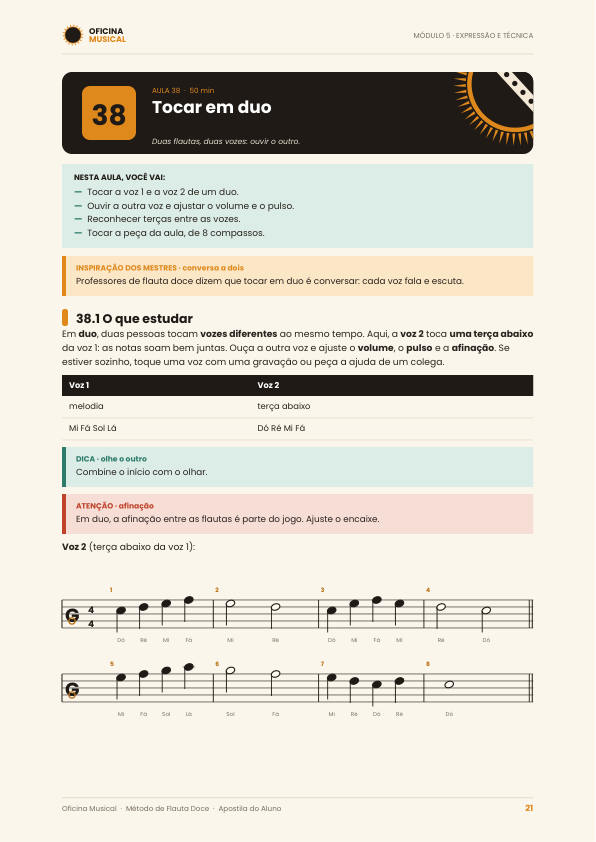 OFICINA
MUSICAL
MÓDULO 5 · EXPRESSÃO E TÉCNICA
38
AULA 38 · 50 min
Tocar em duo
Duas flautas, duas vozes: ouvir o outro.
NESTA AULA, VOCÊ VAI:
— Tocar a voz 1 e a voz 2 de um duo.
— Ouvir a outra voz e ajustar o volume e o pulso.
— Reconhecer terças entre as vozes.
— Tocar a peça da aula, de 8 compassos.
INSPIRAÇÃO DOS MESTRES · conversa a dois
Professores de flauta doce dizem que tocar em duo é conversar: cada voz fala e escuta.
38.1 O que estudar
Em duo, duas pessoas tocam vozes diferentes ao mesmo tempo. Aqui, a voz 2 toca uma terça abaixo
da voz 1: as notas soam bem juntas. Ouça a outra voz e ajuste o volume, o pulso e a afinação. Se
estiver sozinho, toque uma voz com uma gravação ou peça a ajuda de um colega.
Voz 1 Voz 2
melodia terça abaixo
Mi Fá Sol Lá Dó Ré Mi Fá
DICA · olhe o outro
Combine o início com o olhar.
ATENÇÃO · afinação
Em duo, a afinação entre as flautas é parte do jogo. Ajuste o encaixe.
Voz 2 (terça abaixo da voz 1):
1 2 3 4
G 4
4
Dó Ré Mi Fá Mi Ré Dó Mi Fá Mi Ré Dó
5 6 7 8
G
Mi Fá Sol Lá Sol Fá Mi Ré Dó Ré Dó
Oficina Musical · Método de Flauta Doce · Apostila do Aluno
21